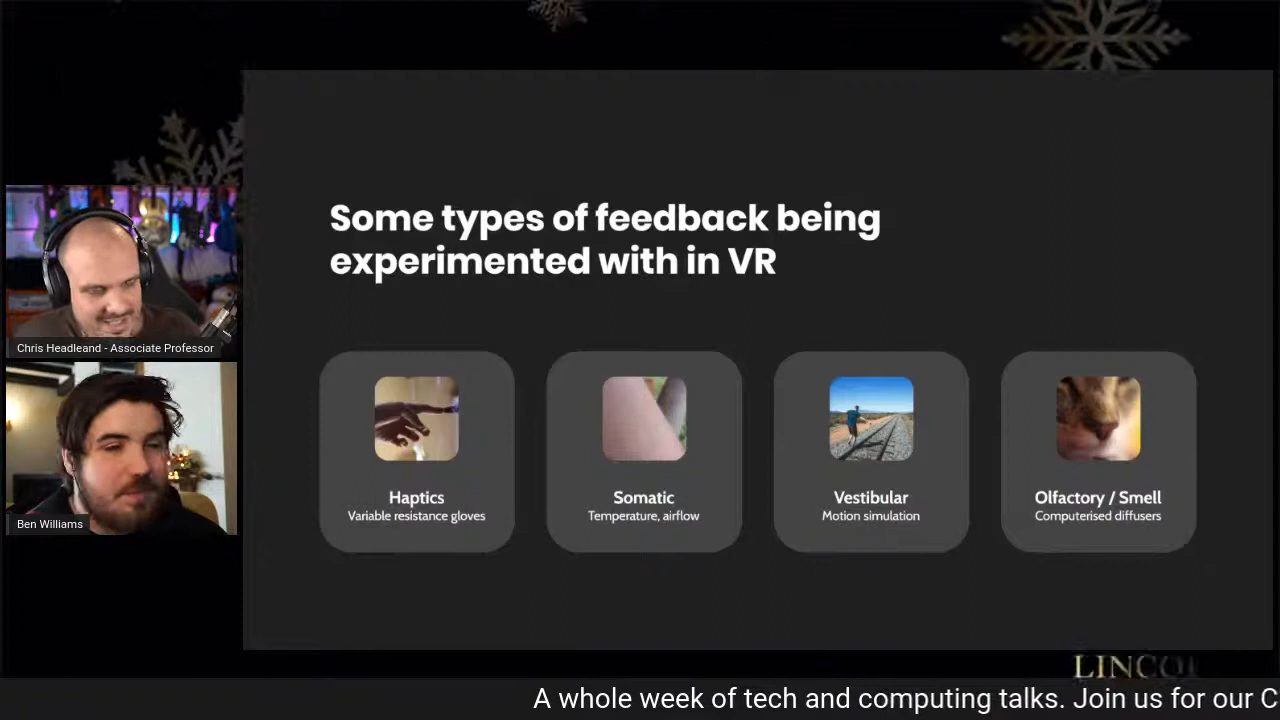 Some types of feedback being
experimented with in VR
Chris Headleand - Associate Professor
Ben Williams
Haptics
Variable resistance gloves
Somatic
Temperature, airflow
Vestibular
Motion simulation
Olfactory / Smell
Computerised diffusers
A whole week of tech and computing talks. Join us for our C